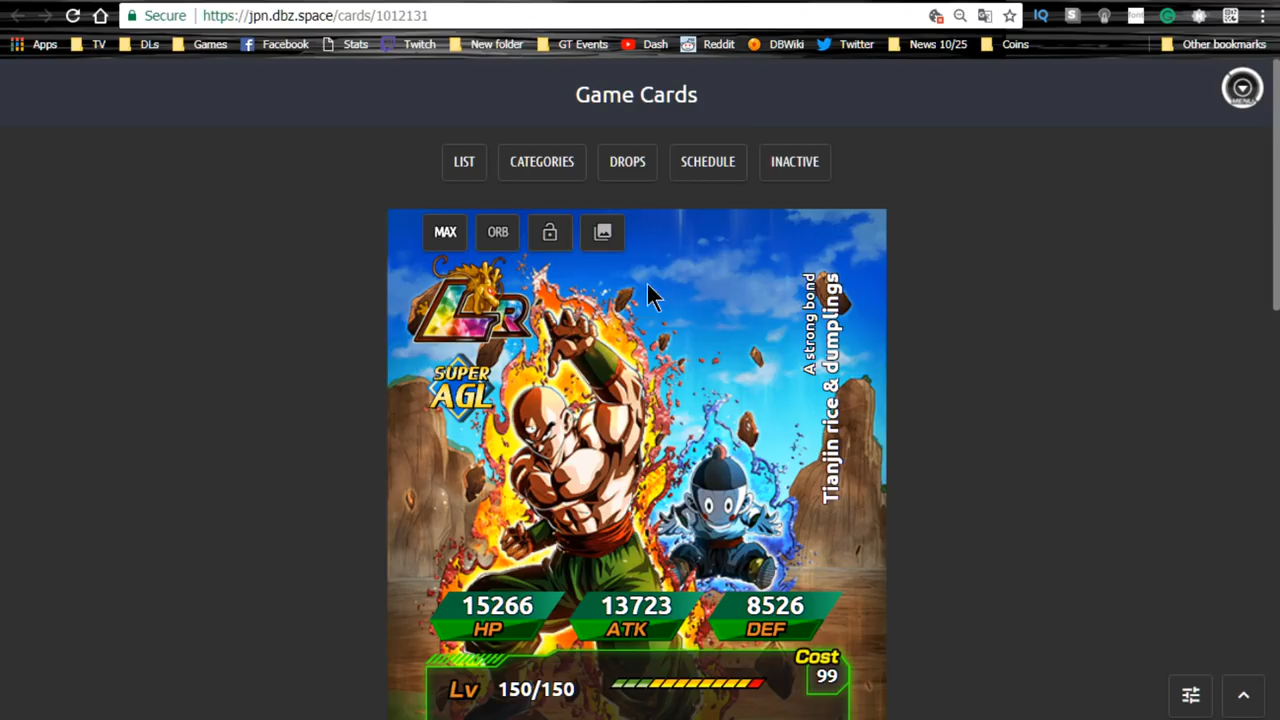 Secure https://jpn.dbz.space/cards/1012131
Apps TV DLs Games Facebook Stats Twitch New folder GT Events Dash Reddit DBWiki Twitter News 10/25 Coins Other bookmarks
Game Cards
MENU
LIST CATEGORIES DROPS SCHEDULE INACTIVE
MAX ORB
LR
SUPER
AGL
A strong bond
Tianjin rice & dumplings
15266 13723 8526
HP ATK DEF
Cost
99
Lv 150/150